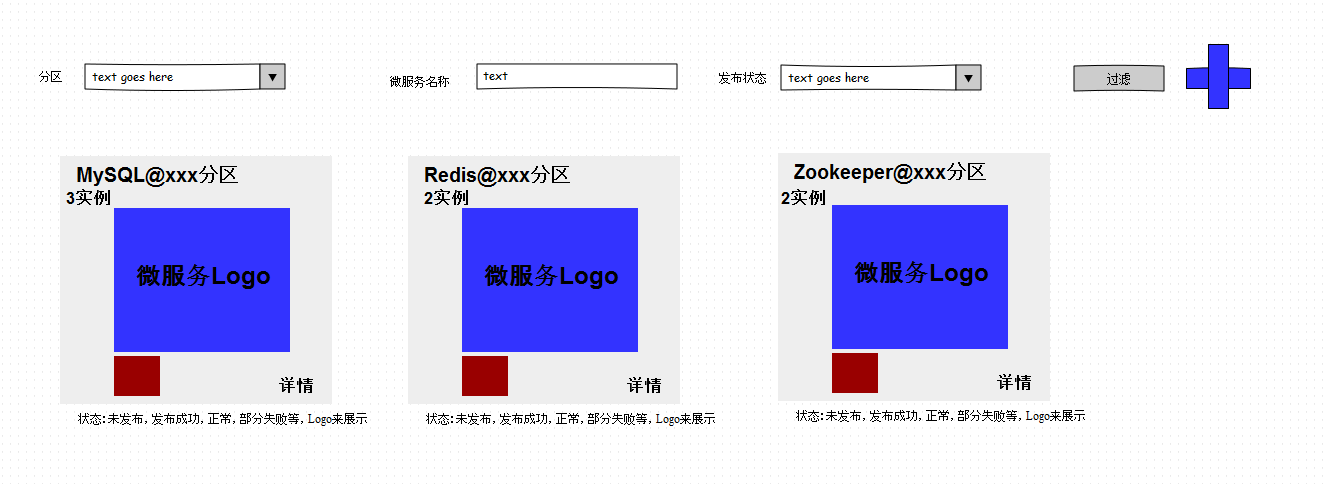 分区
text goes here
▼
微服务名称
text
发布状态
text goes here
▼
过滤
MySQL@xxx分区
3实例
微服务Logo
详情
状态：未发布，发布成功，正常，部分失败等，Logo来展示
Redis@xxx分区
2实例
微服务Logo
详情
状态：未发布，发布成功，正常，部分失败等，Logo来展示
Zookeeper@xxx分区
2实例
微服务Logo
详情
状态：未发布，发布成功，正常，部分失败等，Logo来展示